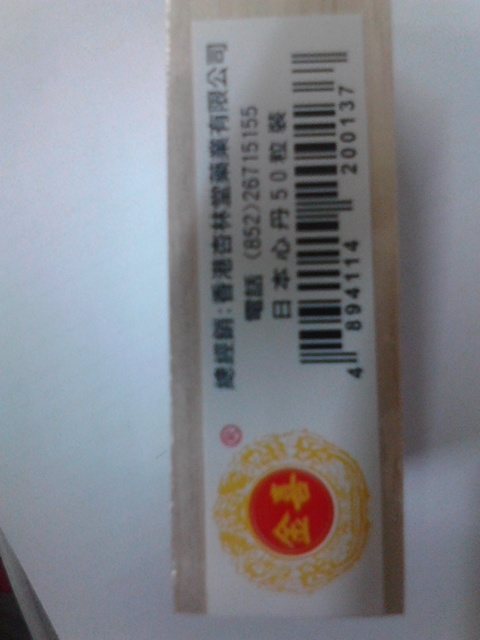 總經銷:香港杏林堂藥業有限公司
電話 (852)26715155
日本心丹50粒裝
4 894114 200137
®
金喜